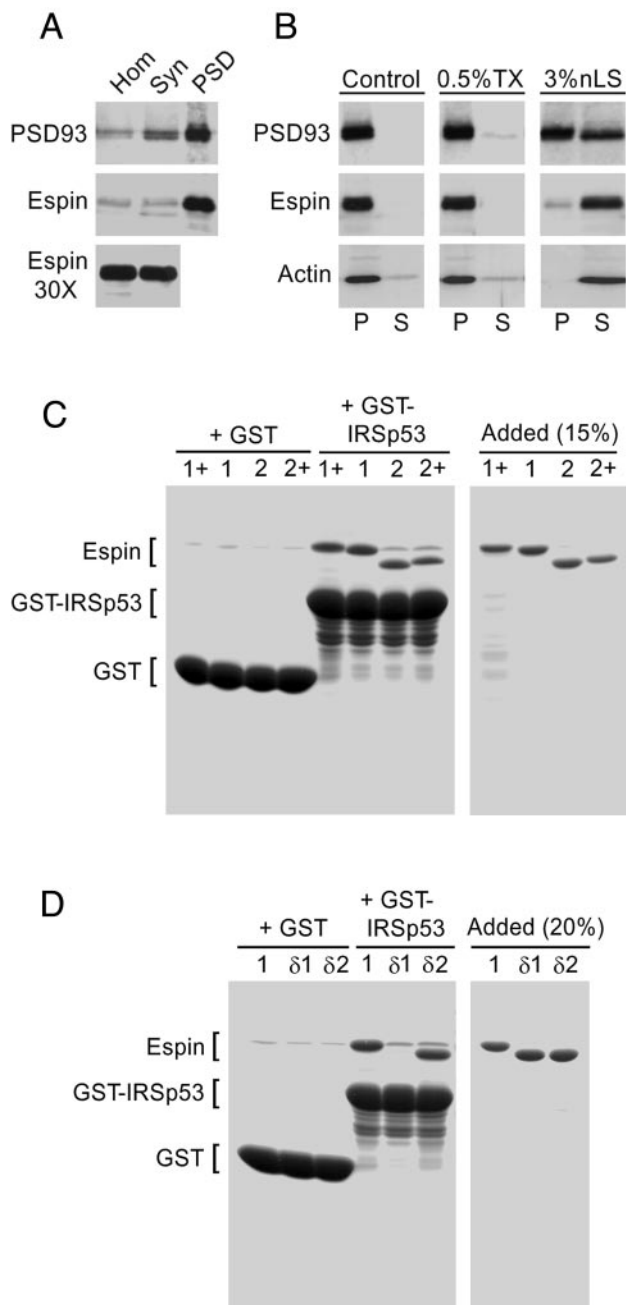 A
Hom Syn PSD
PSD93
Espin
Espin
30X
B
Control 0.5%TX 3%nLS
PSD93
Espin
Actin
P S P S P S
C
+ GST
+ GST-
IRSp53
Added (15%)
1+ 1 2 2+ 1+ 1 2 2+ 1+ 1 2 2+
Espin
GST-IRSp53
GST
D
+ GST
+ GST-
IRSp53
Added (20%)
1 δ1 δ2 1 δ1 δ2 1 δ1 δ2
Espin
GST-IRSp53
GST